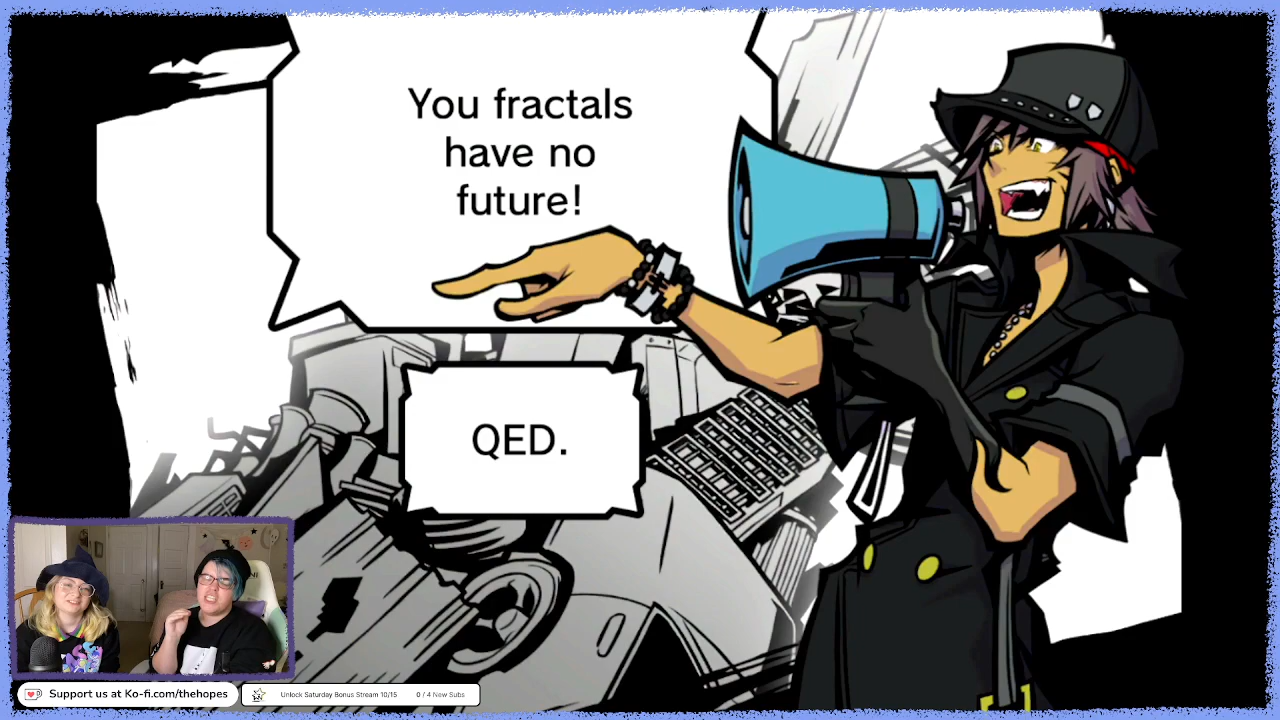 You fractals
have no
future!
QED.
Support us at Ko-fi.com/thehopes
Unlock Saturday Bonus Stream 10/15 0 / 4 New Subs